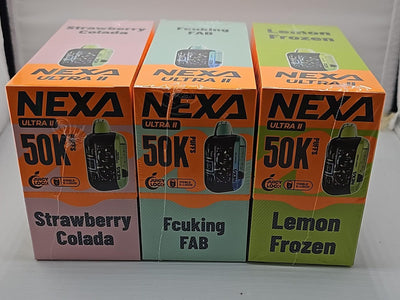 Strawberry
Colada
Fcuking
FAB
Lemon
Frozen
NEXA
ULTRA II
NEXA
ULTRA II
NEXA
ULTRA II
NEXA
ULTRA II
50K PUFFS
Strawberry
Colada
NEXA
ULTRA II
50K PUFFS
Fcuking
FAB
NEXA
ULTRA II
50K PUFFS
Lemon
Frozen